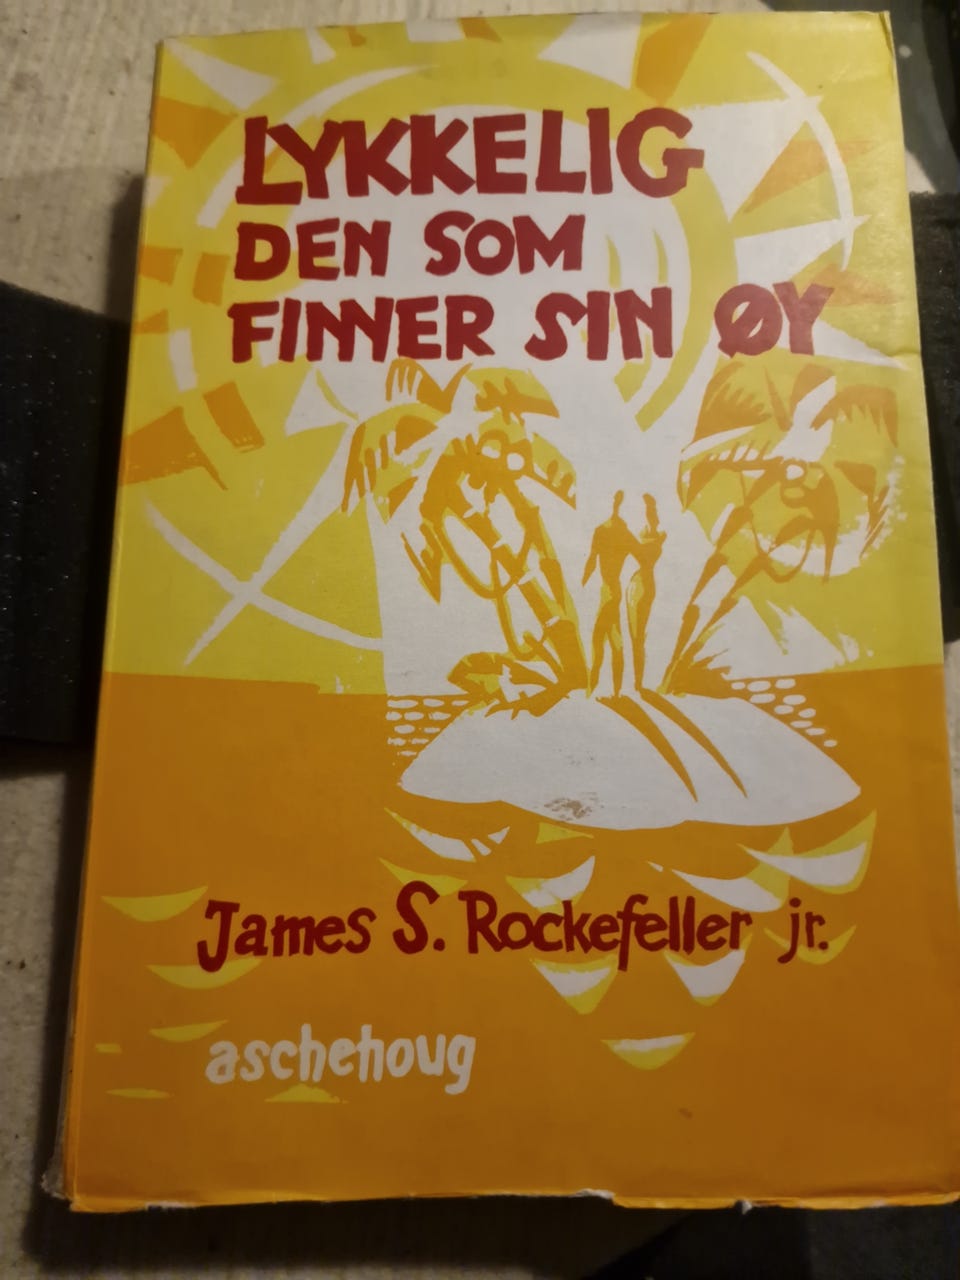 LYKKELIG
DEN SOM
FINNER SIN ØY
James S. Rockefeller jr.
aschehoug